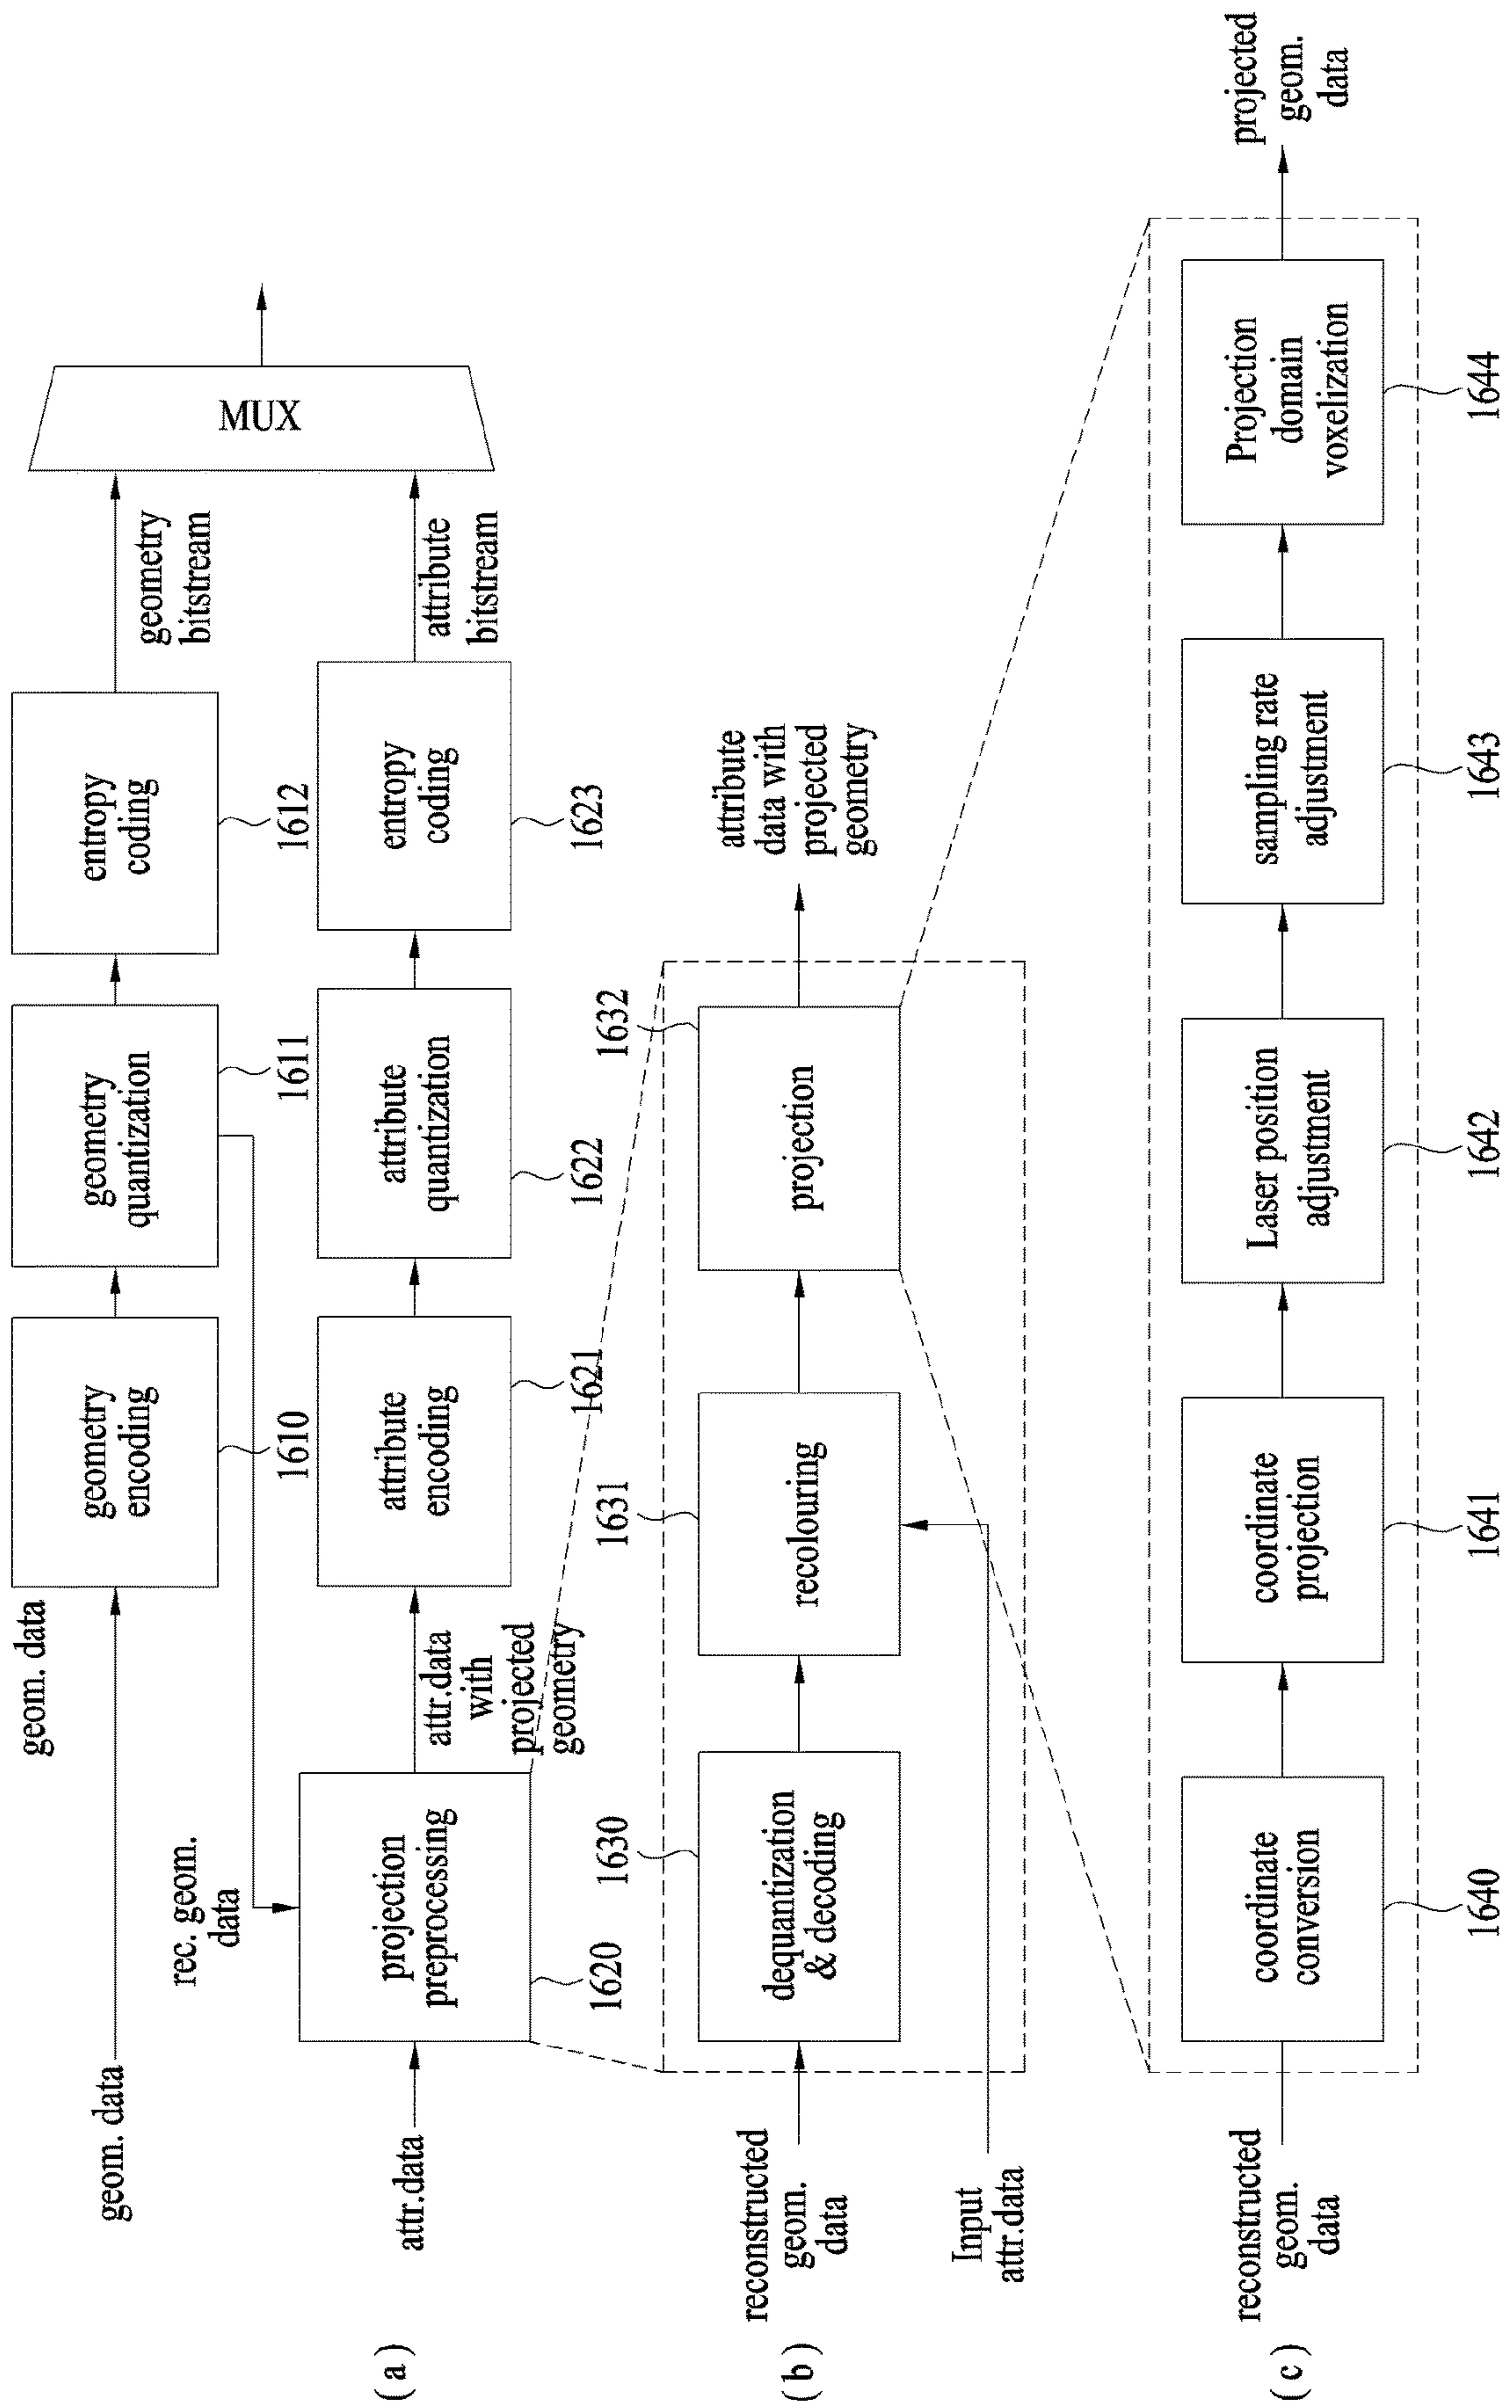 geom. data
geom. data
geometry
encoding
1610
geometry
quantization
1611
entropy
coding
1612
geometry
bitstream
MUX
rec. geom.
data
attr.data
projection
preprocessing
1620
attr.data
with
projected
geometry
attribute
encoding
1621
attribute
quantization
1622
entropy
coding
1623
attribute
bitstream
( a )
reconstructed
geom.
data
Input
attr.data
dequantization
& decoding
1630
recolouring
1631
projection
1632
attribute
data with
projected
geometry
( b )
reconstructed
geom.
data
coordinate
conversion
1640
coordinate
projection
1641
Laser position
adjustment
1642
sampling rate
adjustment
1643
Projection
domain
voxelization
1644
projected
geom.
data
( c )